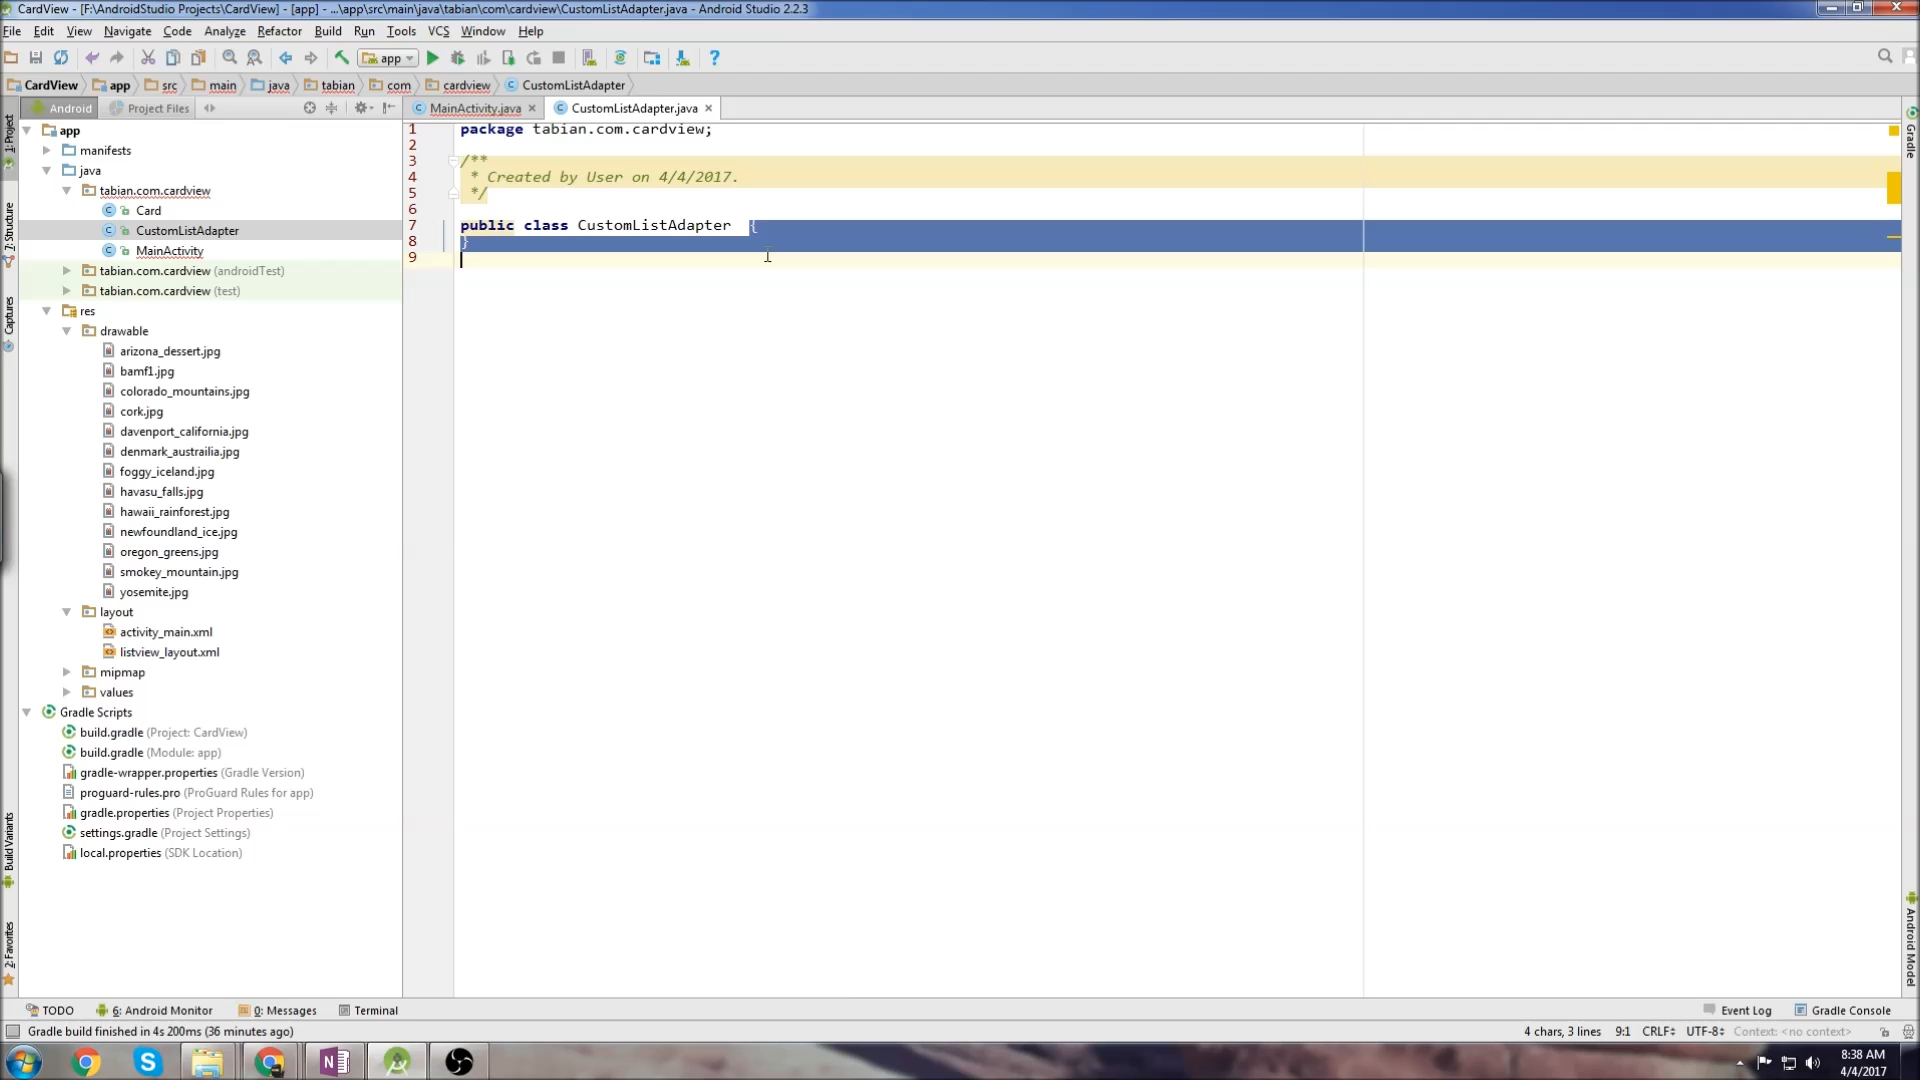 CardView - [F:\AndroidStudio Projects\CardView] - [app] - ...\app\src\main\java\tabian\com\cardview\CustomListAdapter.java - Android Studio 2.2.3
File Edit View Navigate Code Analyze Refactor Build Run Tools VCS Window Help
app
CardView app src main java tabian com cardview CustomListAdapter
Android Project Files MainActivity.java CustomListAdapter.java
1: Project
7: Structure
Captures
Build Variants
2: Favorites
app
manifests
java
tabian.com.cardview
Card
CustomListAdapter
MainActivity
tabian.com.cardview (androidTest)
tabian.com.cardview (test)
res
drawable
arizona_dessert.jpg
bamf1.jpg
colorado_mountains.jpg
cork.jpg
davenport_california.jpg
denmark_austrailia.jpg
foggy_iceland.jpg
havasu_falls.jpg
hawaii_rainforest.jpg
newfoundland_ice.jpg
oregon_greens.jpg
smokey_mountain.jpg
yosemite.jpg
layout
activity_main.xml
listview_layout.xml
mipmap
values
Gradle Scripts
build.gradle (Project: CardView)
build.gradle (Module: app)
gradle-wrapper.properties (Gradle Version)
proguard-rules.pro (ProGuard Rules for app)
gradle.properties (Project Properties)
settings.gradle (Project Settings)
local.properties (SDK Location)
1 package tabian.com.cardview;
2
3 /**
4 * Created by User on 4/4/2017.
5 */
6
7 public class CustomListAdapter {
8 }
9
Gradle
Android Model
TODO 6: Android Monitor 0: Messages Terminal Event Log Gradle Console
Gradle build finished in 4s 200ms (36 minutes ago) 4 chars, 3 lines 9:1 CRLF UTF-8 Context: <no context>
8:38 AM
4/4/2017